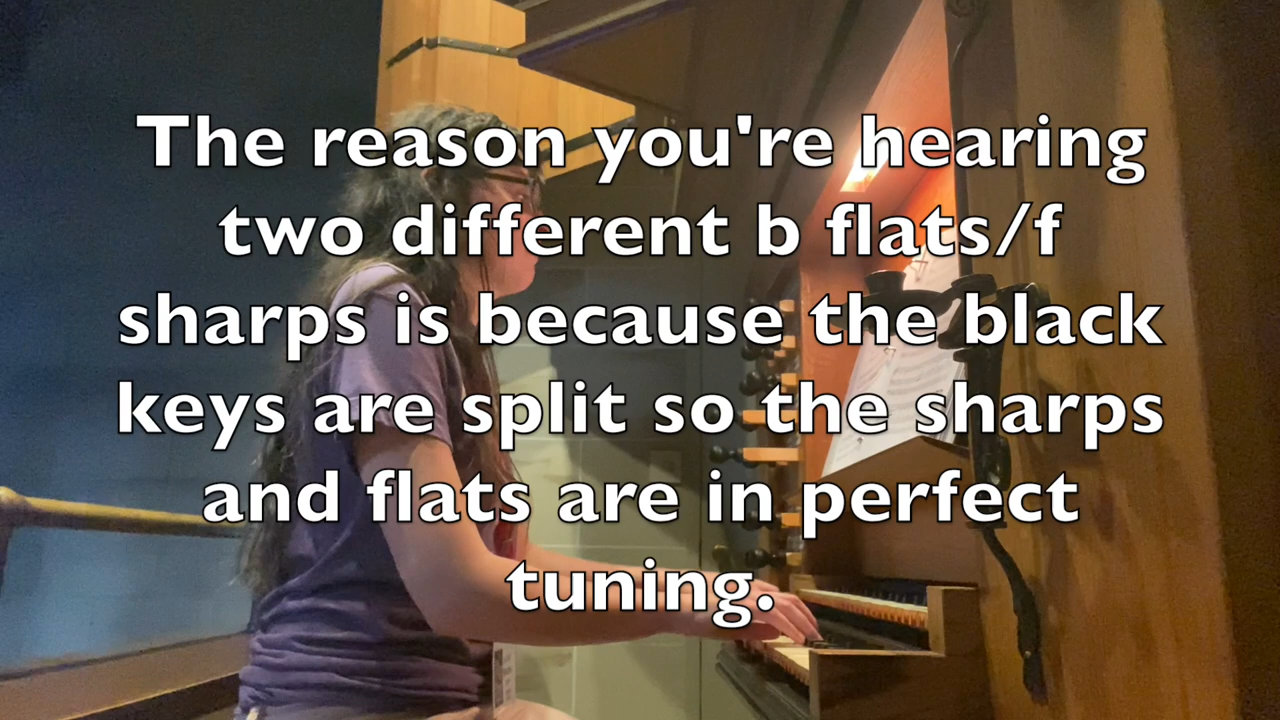 The reason you're hearing
two different b flats/f
sharps is because the black
keys are split so the sharps
and flats are in perfect
tuning.